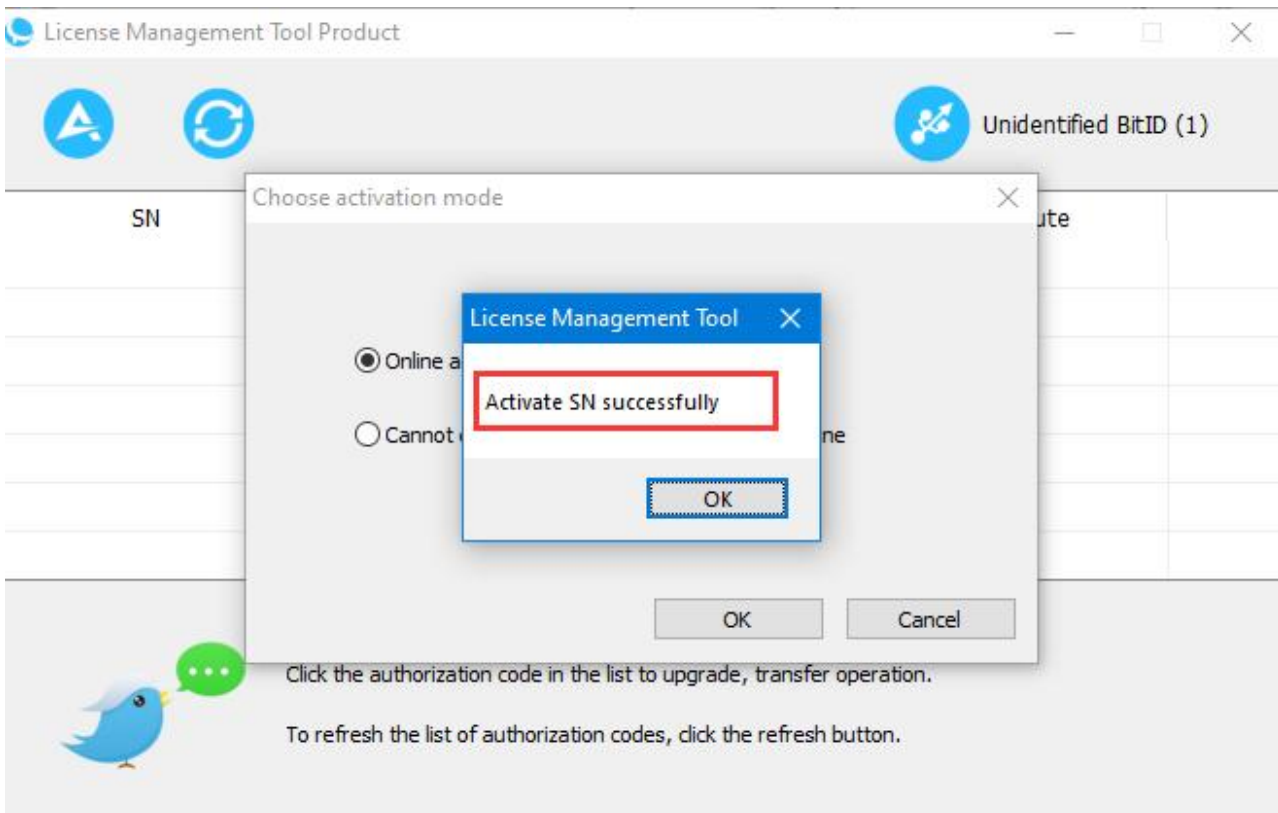 License Management Tool Product
Unidentified BitID (1)
Choose activation mode
SN
License Management Tool
Online
Activate SN successfully
Cannot
OK
OK
Cancel
Click the authorization code in the list to upgrade, transfer operation.
To refresh the list of authorization codes, click the refresh button.